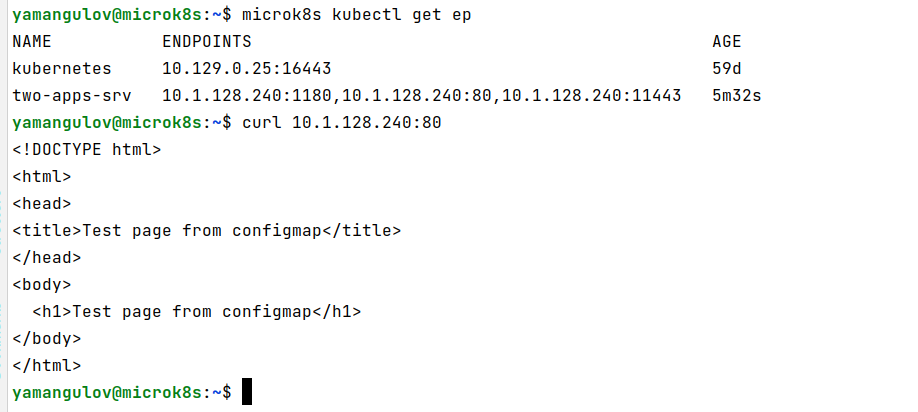 yamangulov@microk8s:~$ microk8s kubectl get ep
NAME           ENDPOINTS                                              AGE
kubernetes     10.129.0.25:16443                                      59d
two-apps-srv   10.1.128.240:1180,10.1.128.240:80,10.1.128.240:11443   5m32s
yamangulov@microk8s:~$ curl 10.1.128.240:80
<!DOCTYPE html>
<html>
<head>
<title>Test page from configmap</title>
</head>
<body>
  <h1>Test page from configmap</h1>
</body>
</html>
yamangulov@microk8s:~$